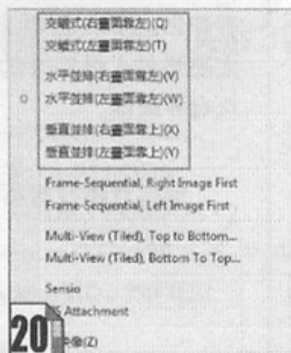 交錯式(右畫面靠左)(Q)
交錯式(左畫面靠左)(T)
水平並排(右畫面靠左)(V)
水平並排(左畫面靠左)(W)
垂直並排(右畫面靠上)(X)
垂直並排(左畫面靠上)(Y)
Frame-Sequential, Right Image First
Frame-Sequential, Left Image First
Multi-View (Tiled), Top to Bottom...
Multi-View (Tiled), Bottom To Top...
Sensio
Attachment
20
像(Z)